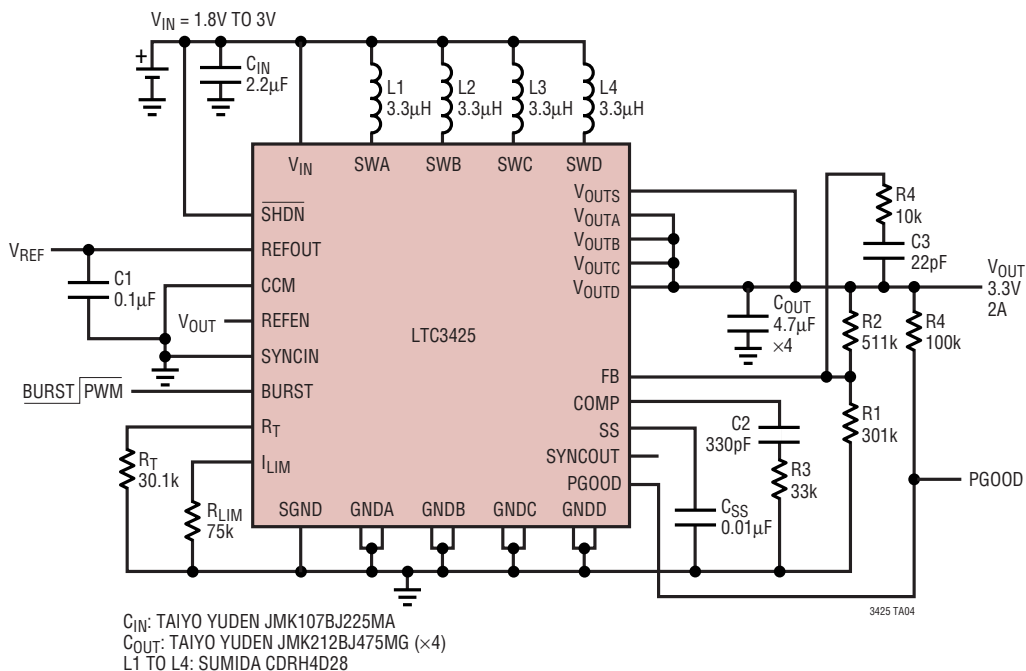 VIN = 1.8V TO 3V
+
CIN
2.2µF
L1
3.3µH
L2
3.3µH
L3
3.3µH
L4
3.3µH
VIN
SWA
SWB
SWC
SWD
SHDN
REFOUT
CCM
REFEN
SYNCIN
BURST
RT
ILIM
LTC3425
VOUTS
VOUTA
VOUTB
VOUTC
VOUTD
FB
COMP
SS
SYNCOUT
PGOOD
SGND
GNDA
GNDB
GNDC
GNDD
VREF
C1
0.1µF
VOUT
BURST PWM
RT
30.1k
RLIM
75k
R4
10k
C3
22pF
VOUT
3.3V
2A
COUT
4.7µF
×4
R2
511k
R4
100k
R1
301k
C2
330pF
R3
33k
CSS
0.01µF
PGOOD
3425 TA04
CIN: TAIYO YUDEN JMK107BJ225MA
COUT: TAIYO YUDEN JMK212BJ475MG (×4)
L1 TO L4: SUMIDA CDRH4D28